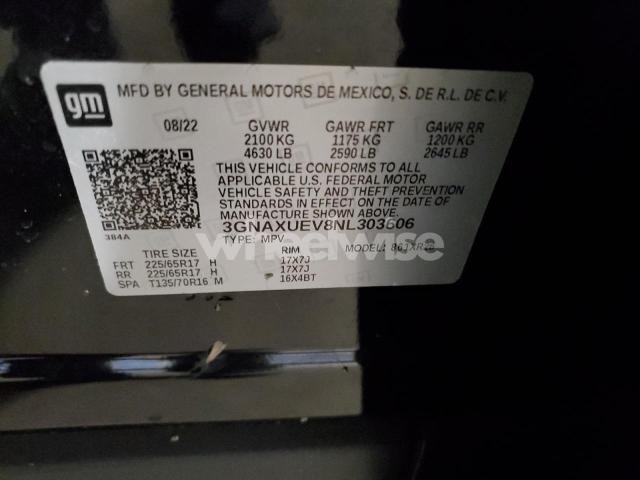 gm
MFD BY GENERAL MOTORS DE MEXICO, S. DE R.L. DE C.V.
08/22 GVWR GAWR FRT GAWR RR
2100 KG 1175 KG 1200 KG
4630 LB 2590 LB 2645 LB
THIS VEHICLE CONFORMS TO ALL
APPLICABLE U.S. FEDERAL MOTOR
VEHICLE SAFETY AND THEFT PREVENTION
STANDARDS IN EFFECT ON THE DATE OF
MANUFACTURE SHOWN ABOVE.
3GNAXUEV8NL303606
384A
TYPE: MPV MODEL:
TIRE SIZE RIM
FRT 225/65R17 H 17X7J
RR 225/65R17 H 17X7J
SPA T135/70R16 M 16X4BT